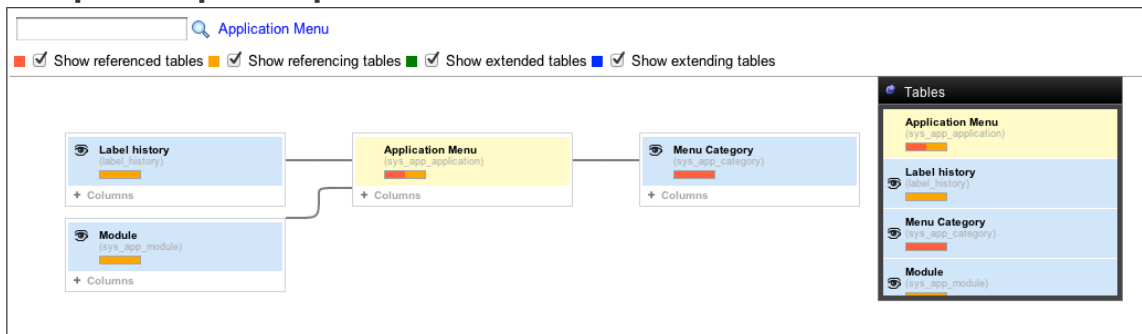 Application Menu
Show referenced tables Show referencing tables Show extended tables Show extending tables
Tables
Application Menu
(sys_app_application)
Label history
(label_history)
Menu Category
(sys_app_category)
Module
(sys_app_module)
Label history
(label_history)
+ Columns
Application Menu
(sys_app_application)
+ Columns
Menu Category
(sys_app_category)
+ Columns
Module
(sys_app_module)
+ Columns